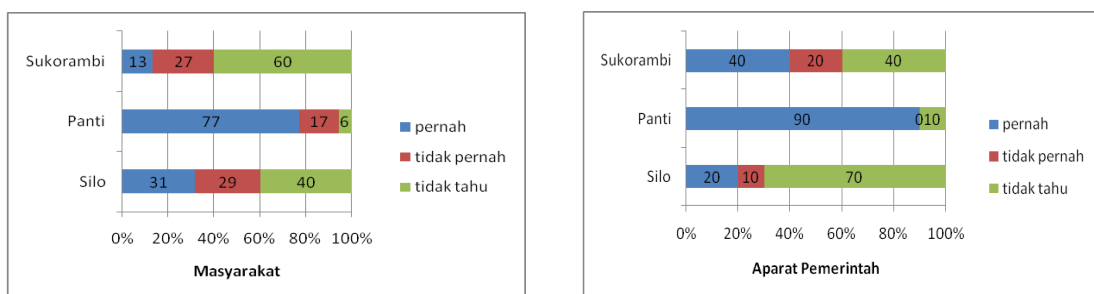 Sukorambi 13 27 60
Panti 77 17 6
Silo 31 29 40
0% 20% 40% 60% 80% 100%
Masyarakat
pernah
tidak pernah
tidak tahu
Sukorambi 40 20 40
Panti 90 0 10
Silo 20 10 70
0% 20% 40% 60% 80% 100%
Aparat Pemerintah
pernah
tidak pernah
tidak tahu